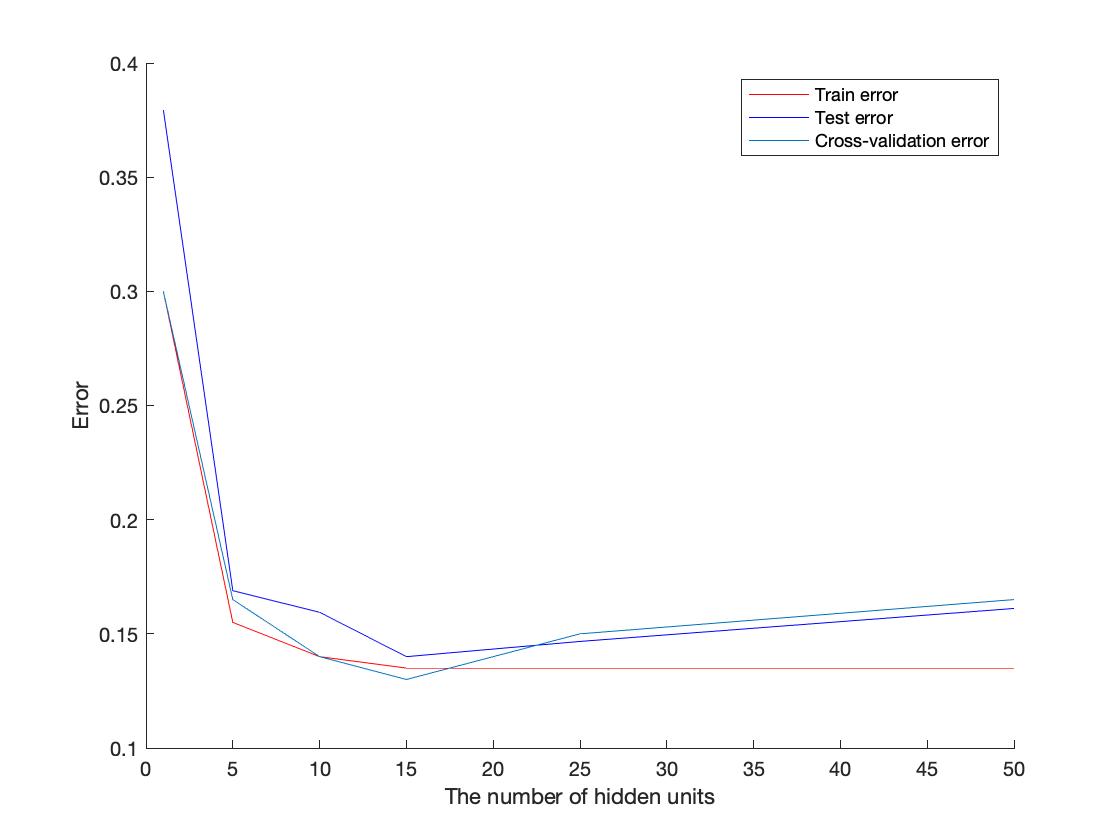 0.4
0.35
0.3
0.25
0.2
0.15
0.1
Error
Train error
Test error
Cross-validation error
0 5 10 15 20 25 30 35 40 45 50
The number of hidden units